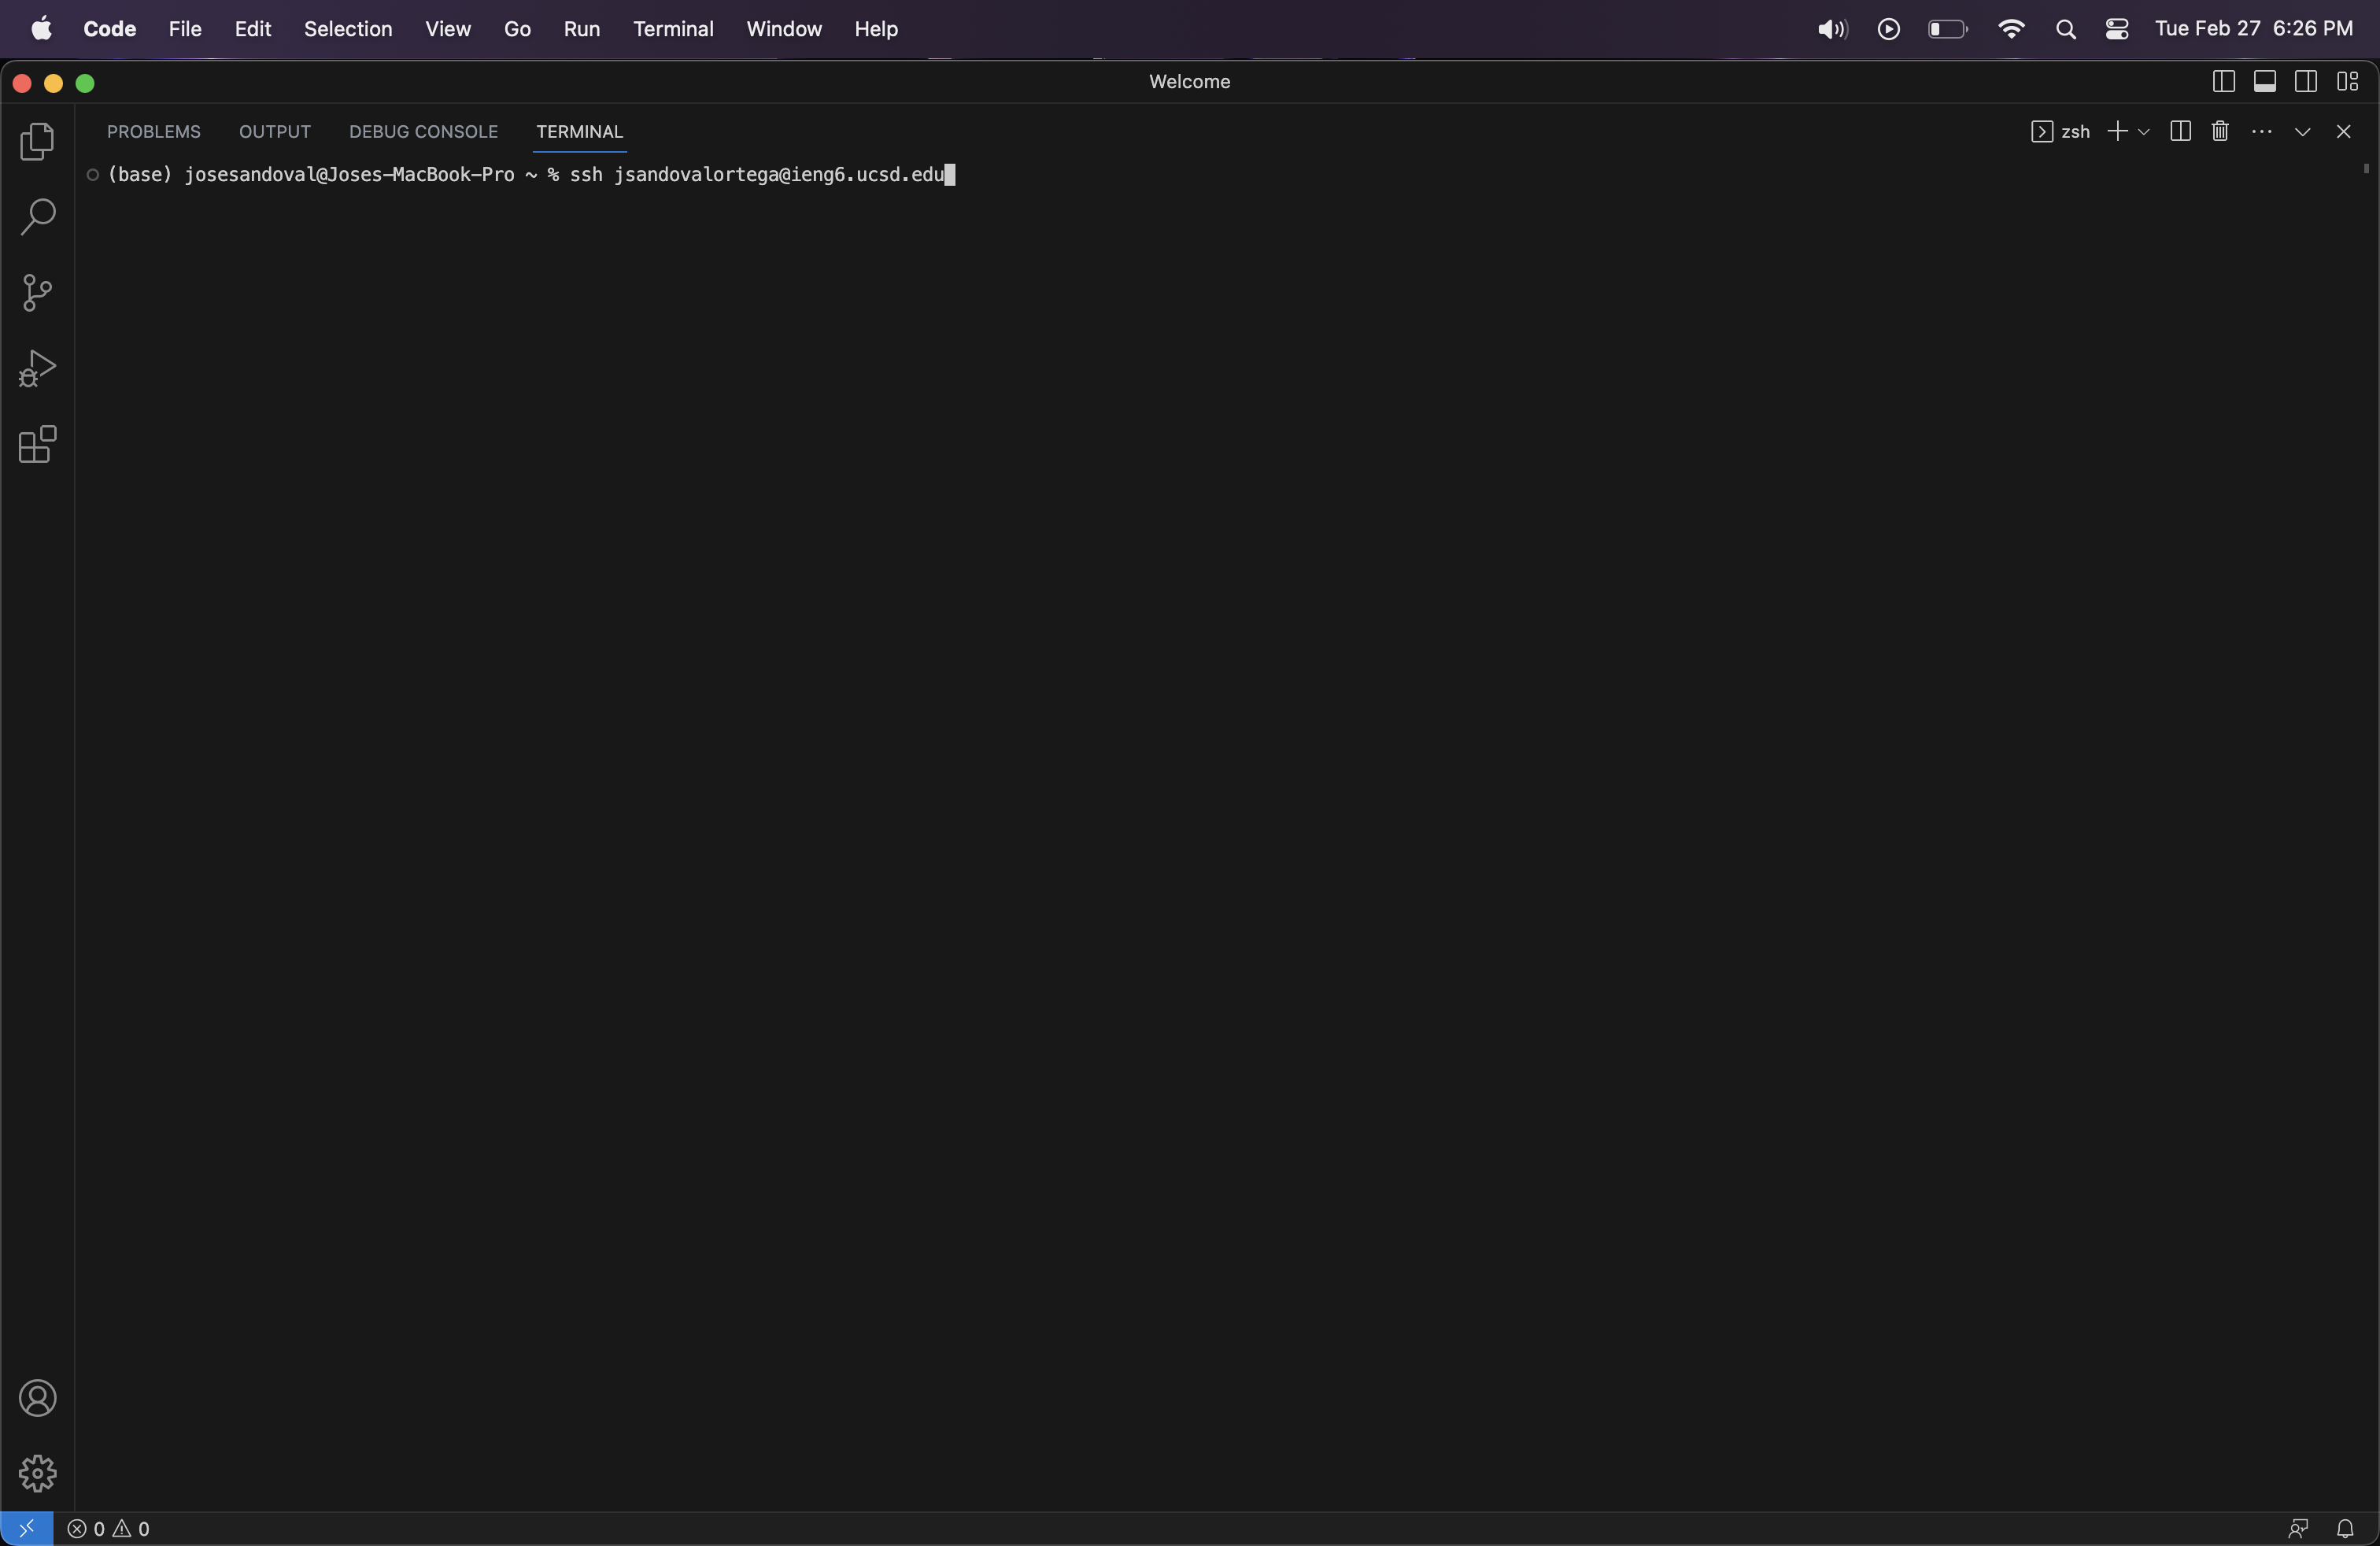 Code File Edit Selection View Go Run Terminal Window Help Tue Feb 27 6:26 PM
Welcome
PROBLEMS OUTPUT DEBUG CONSOLE TERMINAL zsh
(base) josesandoval@Joses-MacBook-Pro ~ % ssh jsandovalortega@ieng6.ucsd.edu
0 0